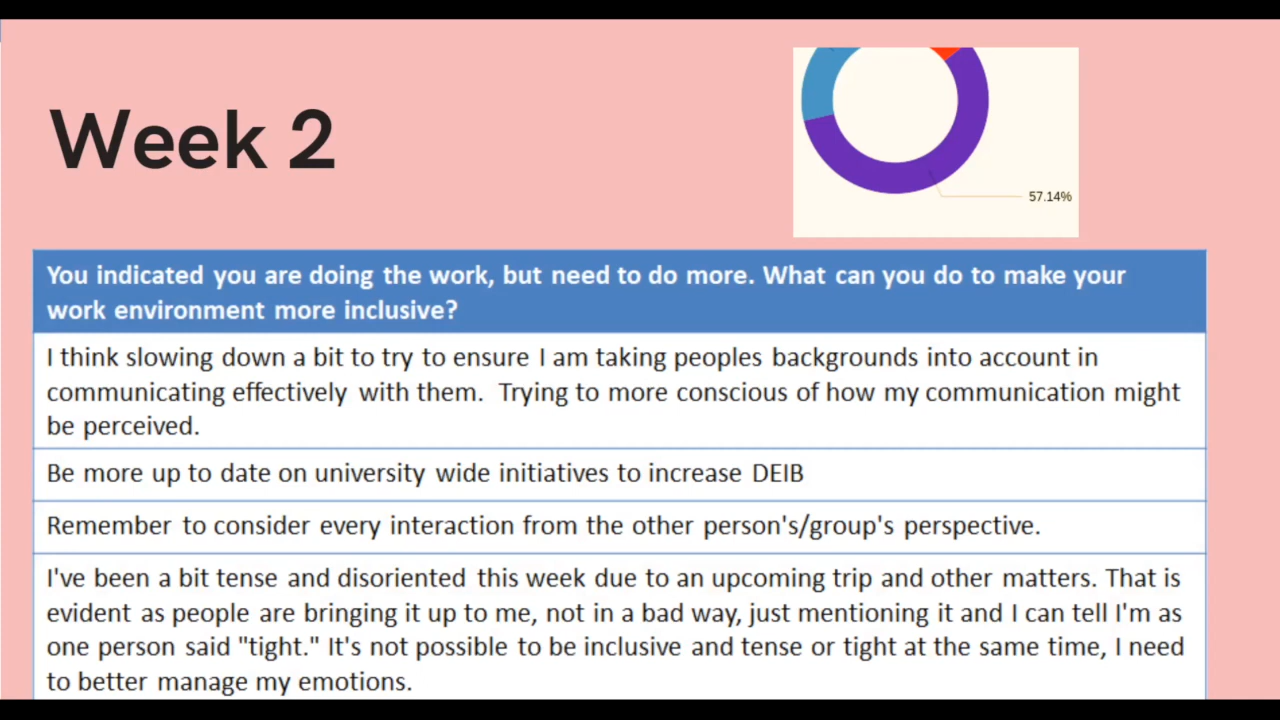 Week 2
57.14%
You indicated you are doing the work, but need to do more. What can you do to make your
work environment more inclusive?
I think slowing down a bit to try to ensure I am taking peoples backgrounds into account in
communicating effectively with them.  Trying to more conscious of how my communication might
be perceived.
Be more up to date on university wide initiatives to increase DEIB
Remember to consider every interaction from the other person's/group's perspective.
I've been a bit tense and disoriented this week due to an upcoming trip and other matters. That is
evident as people are bringing it up to me, not in a bad way, just mentioning it and I can tell I'm as
one person said "tight." It's not possible to be inclusive and tense or tight at the same time, I need
to better manage my emotions.